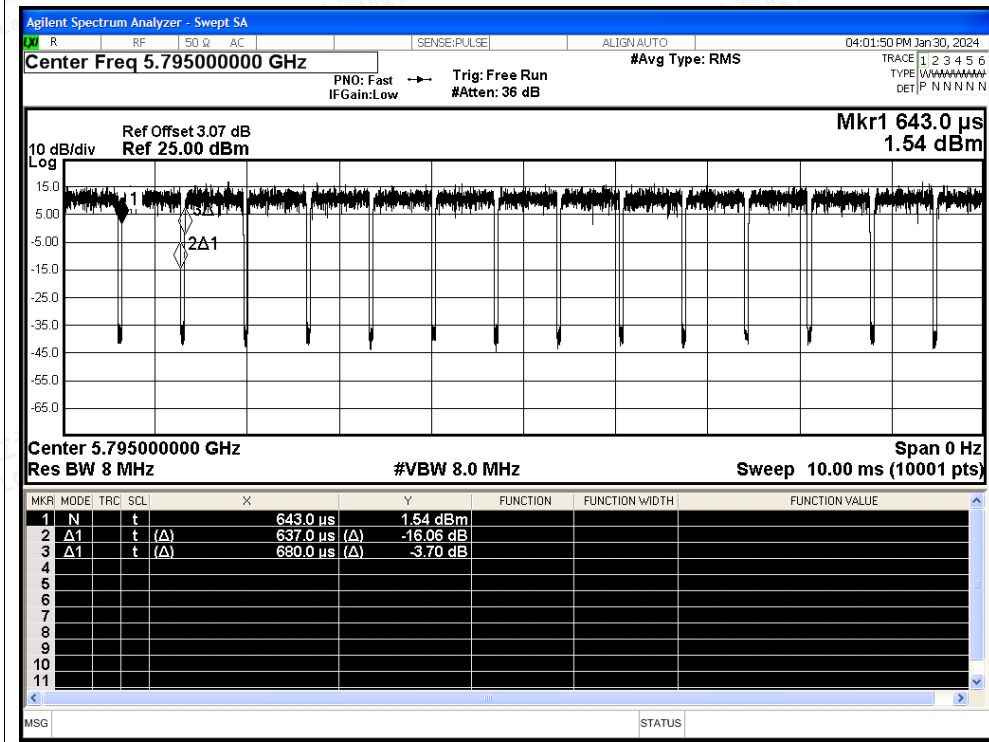 Agilent Spectrum Analyzer - Swept SA
LXI R RF 50 Ω AC SENSE:PULSE ALIGN AUTO 04:01:50 PM Jan 30, 2024
Center Freq 5.795000000 GHz #Avg Type: RMS TRACE 1 2 3 4 5 6
PNO: Fast Trig: Free Run TYPE WWWWWW
IFGain:Low #Atten: 36 dB DET P N N N N N
Mkr1 643.0 µs
Ref Offset 3.07 dB
10 dB/div Ref 25.00 dBm 1.54 dBm
Log
15.0
1
3Δ1
5.00
2Δ1
-5.00
-15.0
-25.0
-35.0
-45.0
-55.0
-65.0
Center 5.795000000 GHz Span 0 Hz
Res BW 8 MHz #VBW 8.0 MHz Sweep 10.00 ms (10001 pts)
MKR MODE TRC SCL X Y FUNCTION FUNCTION WIDTH FUNCTION VALUE
1 N t 643.0 µs 1.54 dBm
2 Δ1 t (Δ) 637.0 µs (Δ) -16.06 dB
3 Δ1 t (Δ) 680.0 µs (Δ) -3.70 dB
4
5
6
7
8
9
10
11
MSG STATUS